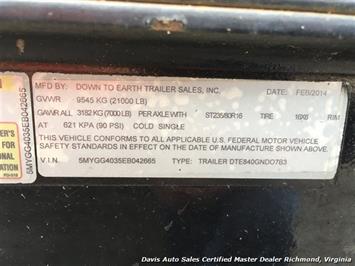 MFD BY: DOWN TO EARTH TRAILER SALES, INC. DATE: FEB/2014
GVWR 9545 KG (21000 LB)
GAWR ALL 3182 KG (7000 LB) PER AXLE WITH ST235/80R16 TIRE 16X6 RIM
AT 621 KPA (90 PSI) COLD SINGLE
THIS VEHICLE CONFORMS TO ALL APPLICABLE U.S. FEDERAL MOTOR VEHICLE
SAFETY STANDARDS IN EFFECT ON THE DATE OF MANUFACTURE SHOWN ABOVE.
V.I.N. 5MYGG4035EB042665 TYPE: TRAILER DTE840GNDO7B3
5MYGG4035EB042665
Davis Auto Sales Certified Master Dealer Richmond, Virginia